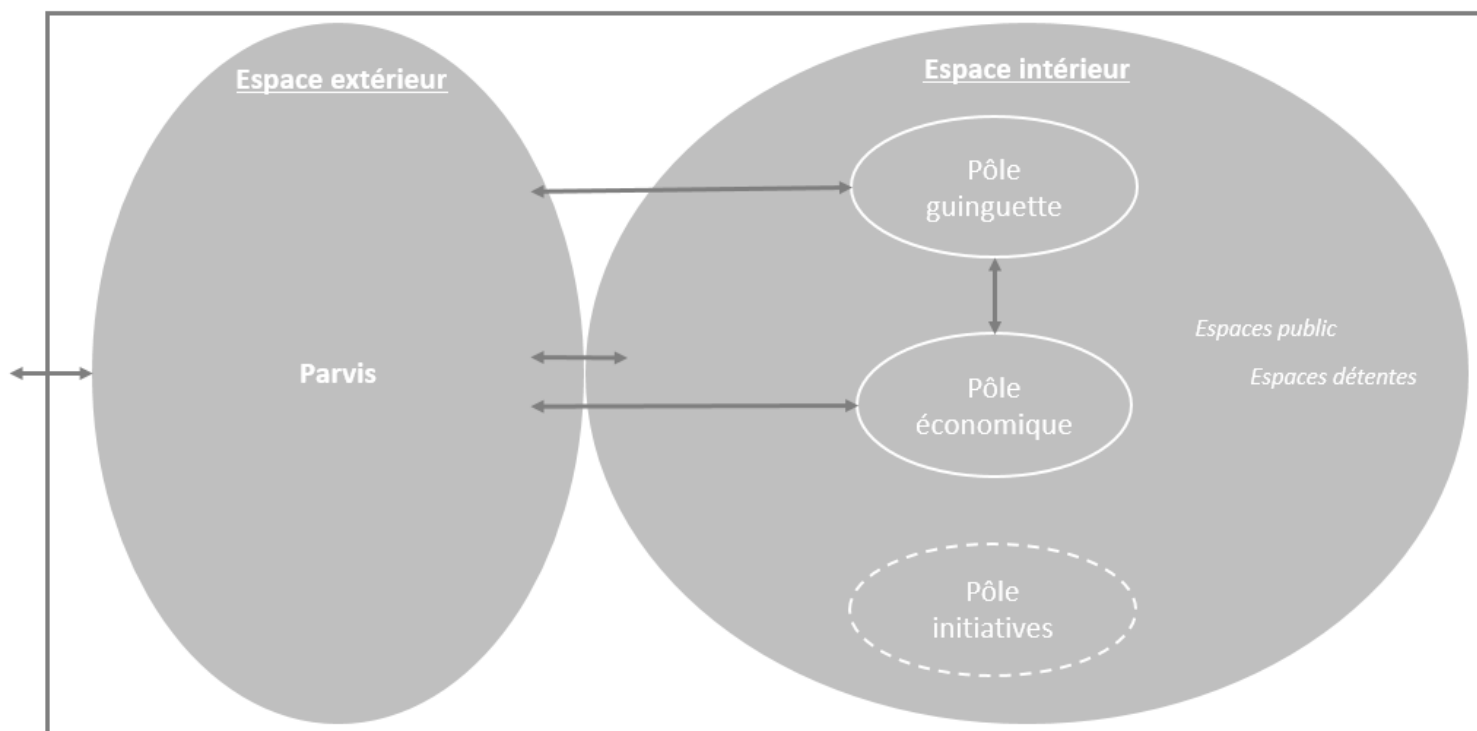 Espace extérieur
Espace intérieur
Pôle
guinguette
Espaces public
Parvis
Espaces détentes
Pôle
économique
Pôle
initiatives